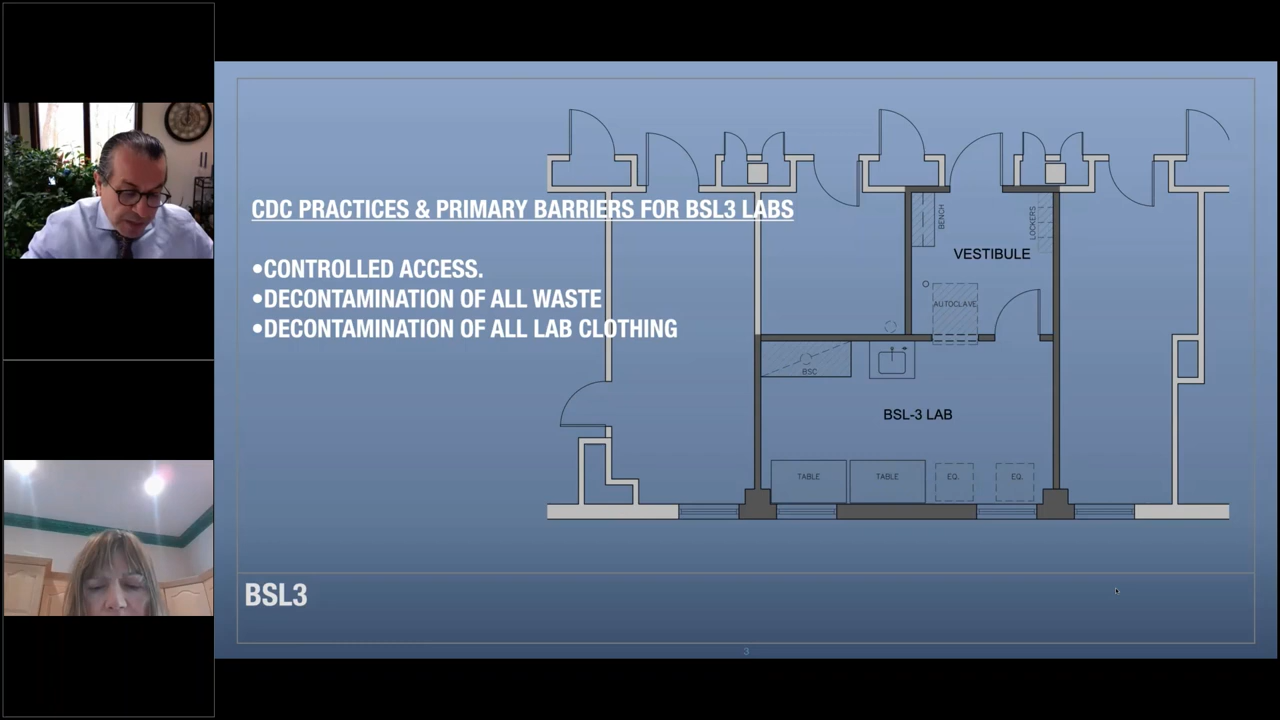 CDC PRACTICES & PRIMARY BARRIERS FOR BSL3 LABS
•CONTROLLED ACCESS.
•DECONTAMINATION OF ALL WASTE
•DECONTAMINATION OF ALL LAB CLOTHING
BENCH
LOCKERS
VESTIBULE
AUTOCLAVE
BSC
BSL-3 LAB
TABLE
TABLE
EQ.
EQ.
BSL3
3